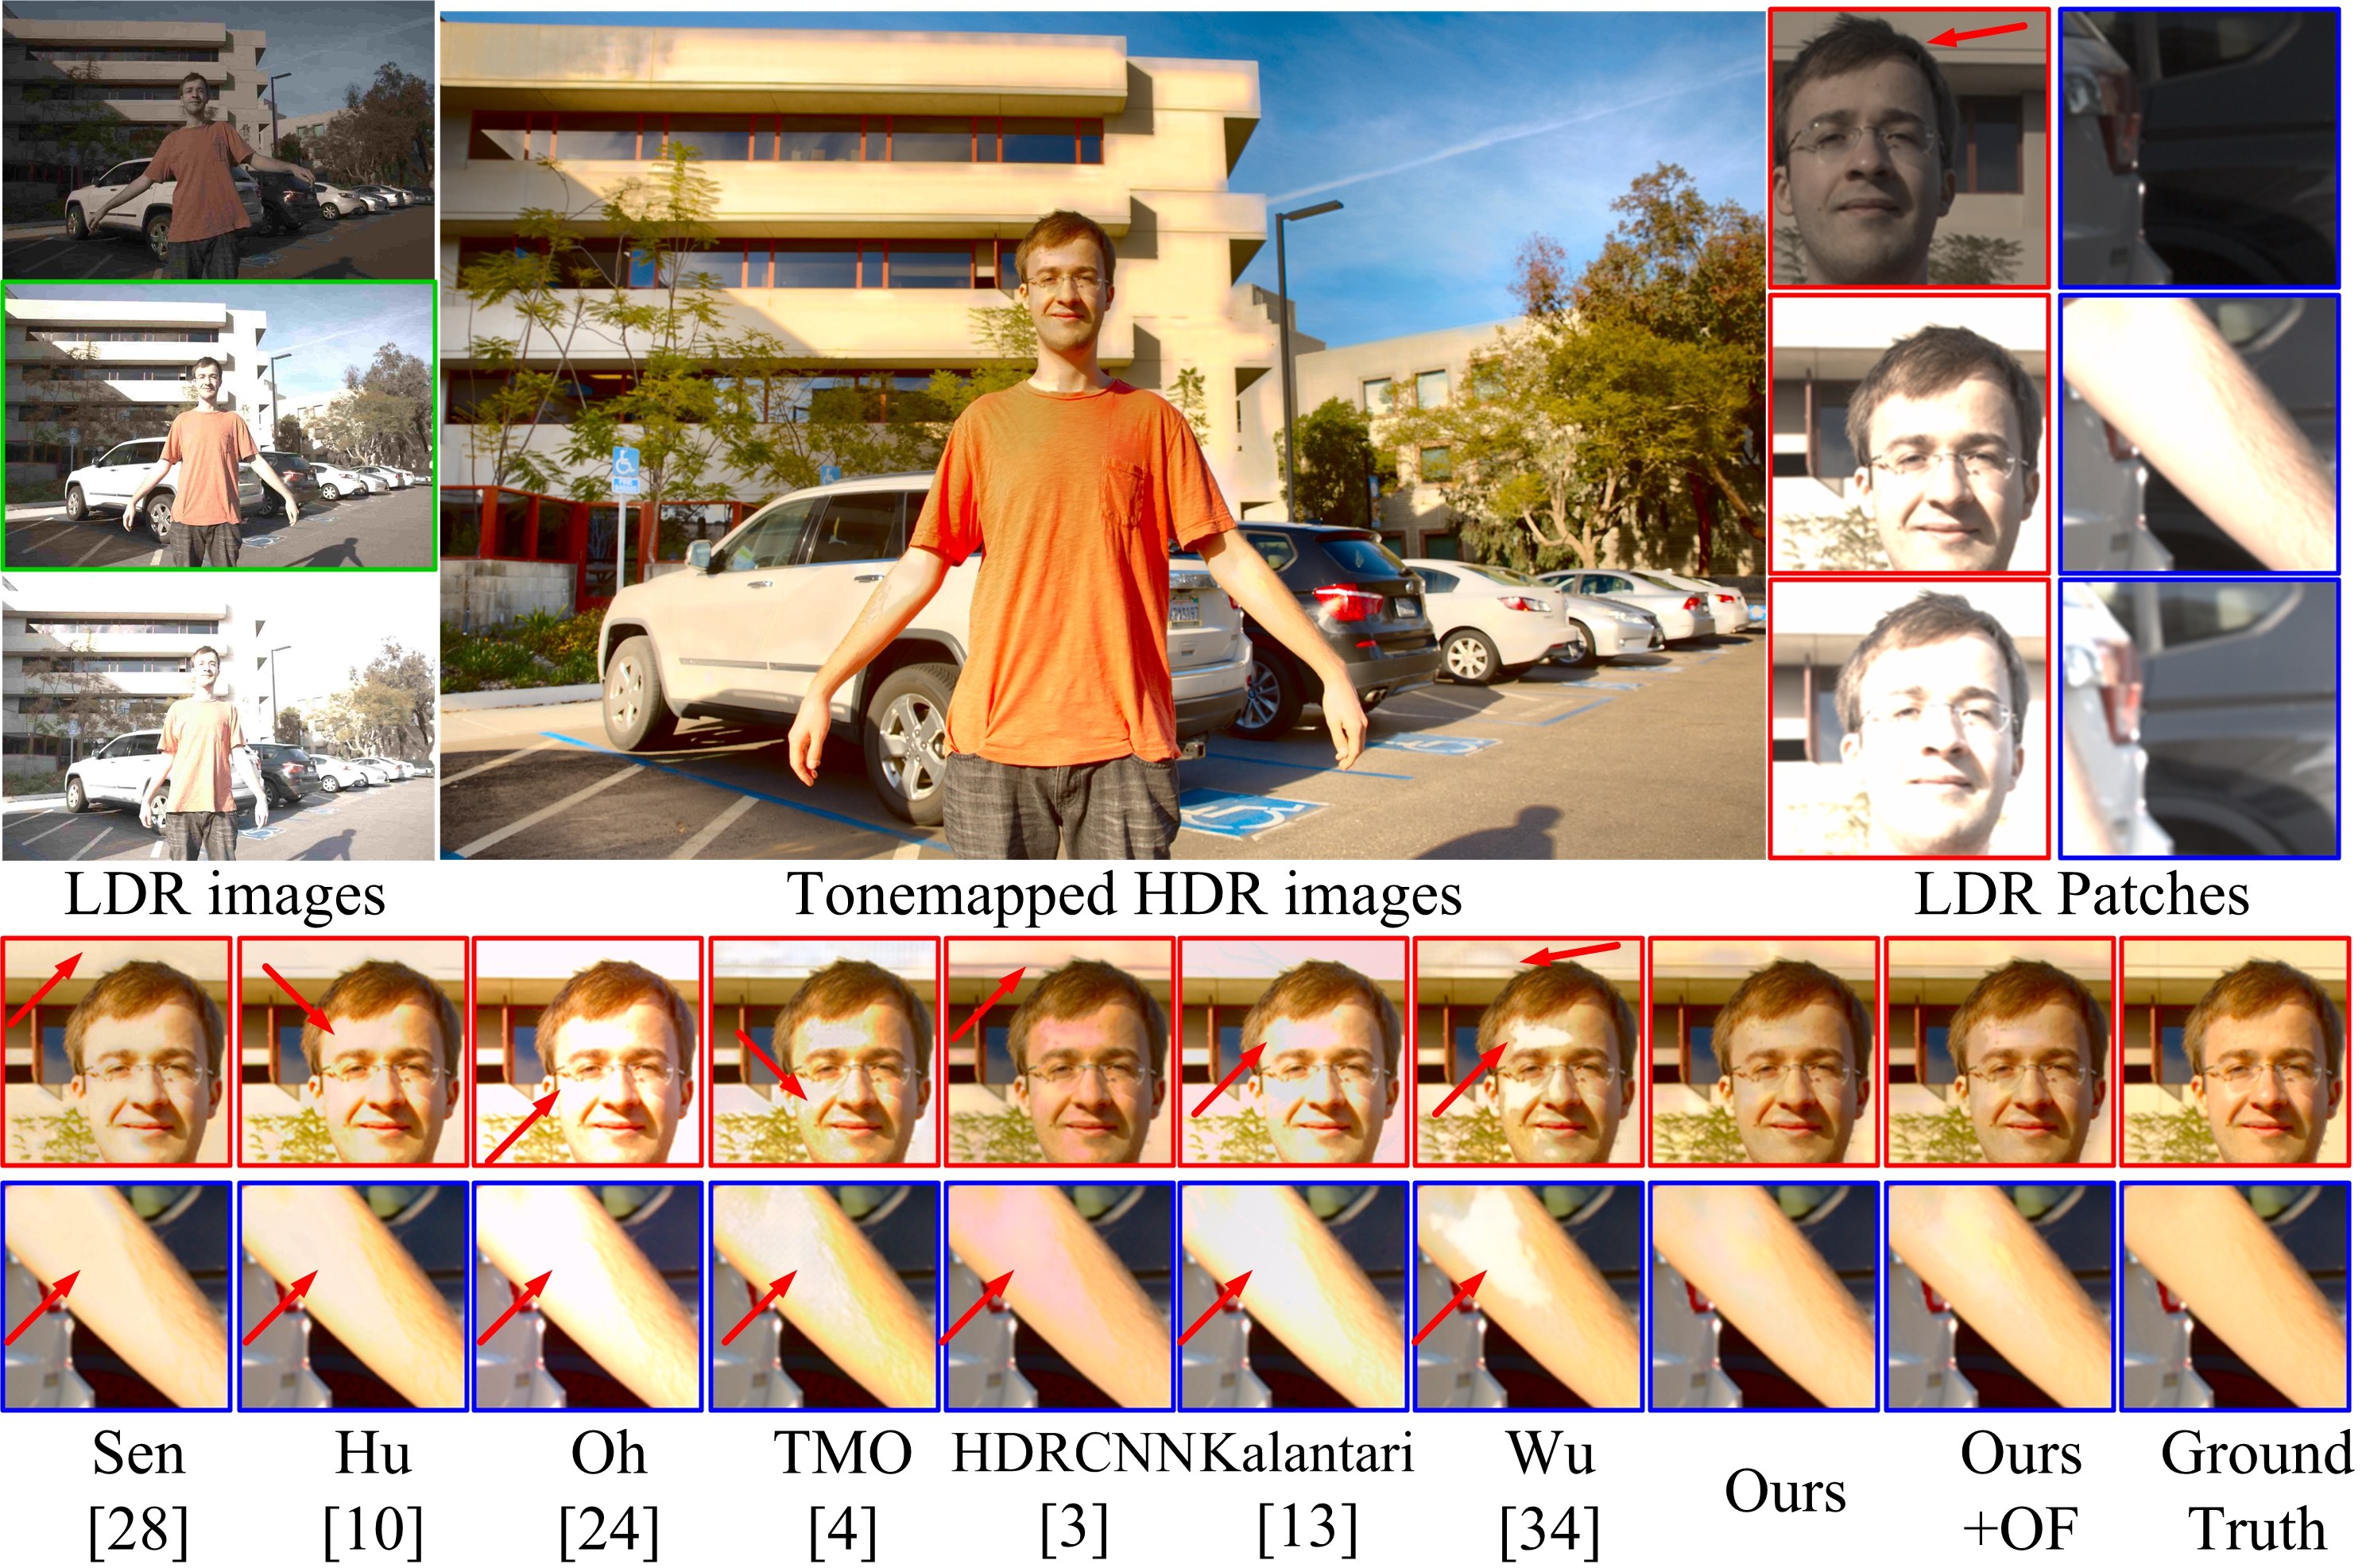 LDR images
Tonemapped HDR images
LDR Patches
Sen
[28]
Hu
[10]
Oh
[24]
TMO
[4]
HDRCNN
[3]
Kalantari
[13]
Wu
[34]
Ours
Ours
+OF
Ground
Truth